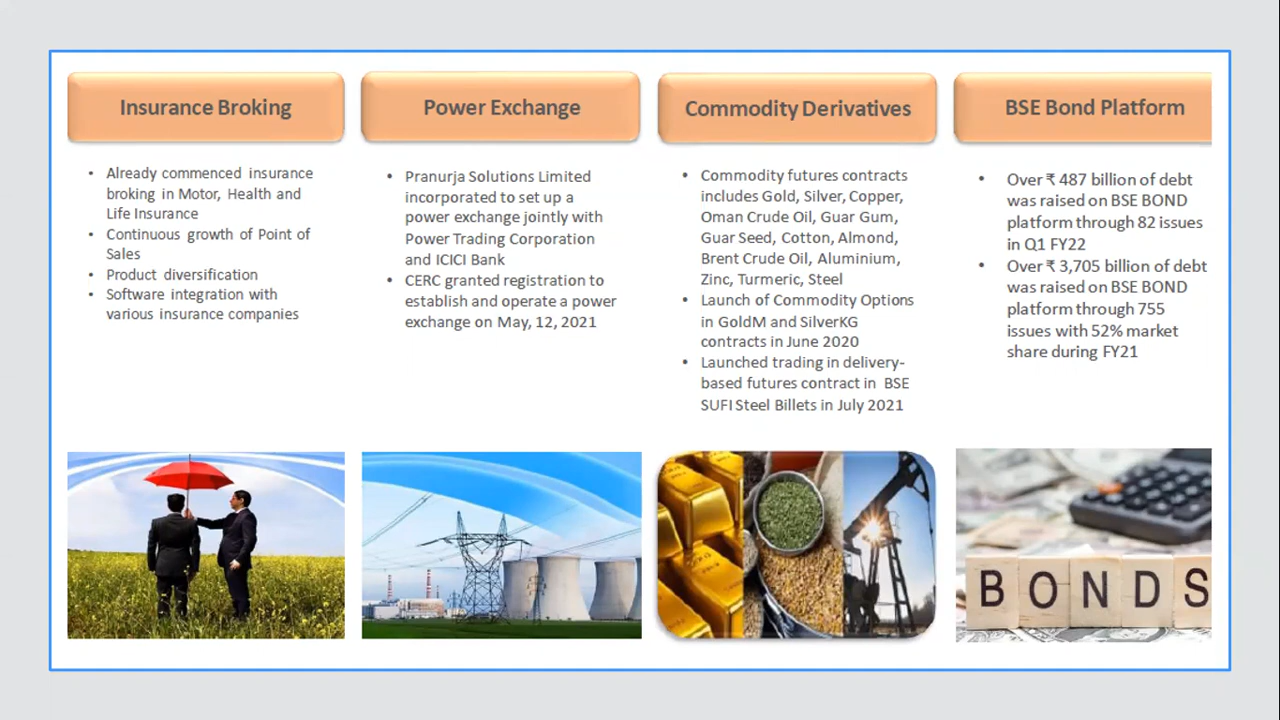 Insurance Broking
• Already commenced insurance
broking in Motor, Health and
Life Insurance
• Continuous growth of Point of
Sales
• Product diversification
• Software integration with
various insurance companies
Power Exchange
• Pranurja Solutions Limited
incorporated to set up a
power exchange jointly with
Power Trading Corporation
and ICICI Bank
• CERC granted registration to
establish and operate a power
exchange on May, 12, 2021
Commodity Derivatives
• Commodity futures contracts
includes Gold, Silver, Copper,
Oman Crude Oil, Guar Gum,
Guar Seed, Cotton, Almond,
Brent Crude Oil, Aluminium,
Zinc, Turmeric, Steel
• Launch of Commodity Options
in GoldM and SilverKG
contracts in June 2020
• Launched trading in delivery-
based futures contract in BSE
SUFI Steel Billets in July 2021
BSE Bond Platform
• Over ₹ 487 billion of debt
was raised on BSE BOND
platform through 82 issues
in Q1 FY22
• Over ₹ 3,705 billion of debt
was raised on BSE BOND
platform through 755
issues with 52% market
share during FY21
BONDS